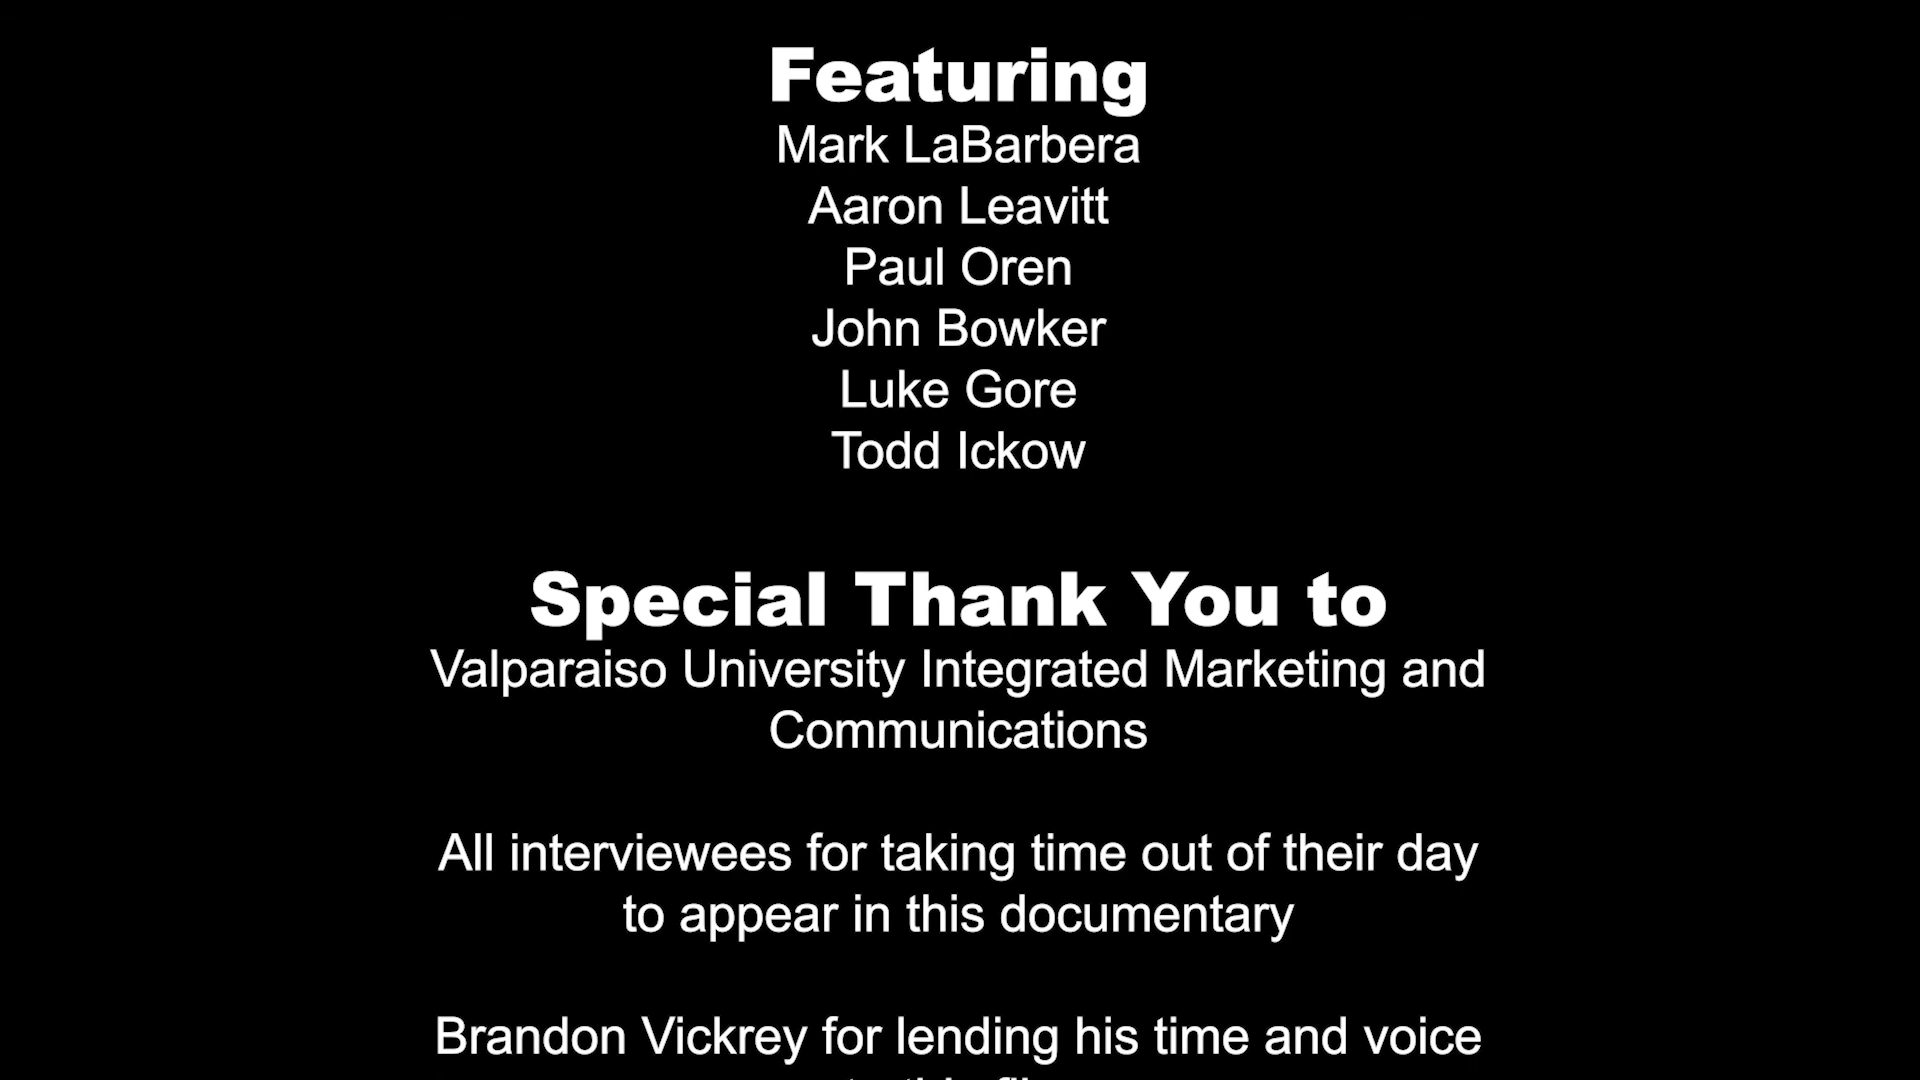 Featuring
Mark LaBarbera
Aaron Leavitt
Paul Oren
John Bowker
Luke Gore
Todd Ickow
Special Thank You to
Valparaiso University Integrated Marketing and
Communications
All interviewees for taking time out of their day
to appear in this documentary
Brandon Vickrey for lending his time and voice